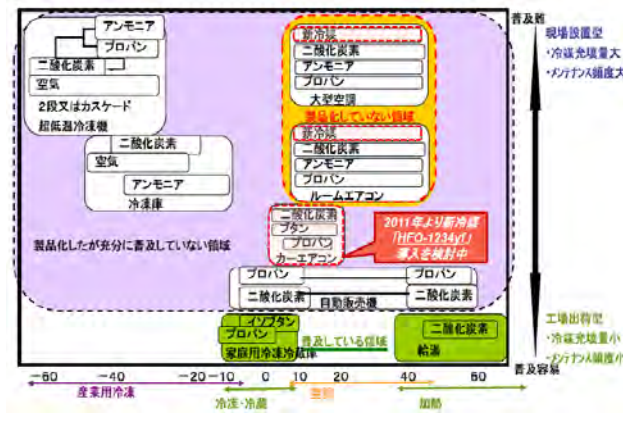 アンモニア
プロパン
二酸化炭素
空気
2段又はカスケード
超低温冷凍機
二酸化炭素
空気
アンモニア
冷凍庫
新冷媒
二酸化炭素
アンモニア
プロパン
大型空調
製品化していない領域
新冷媒
二酸化炭素
アンモニア
プロパン
ルームエアコン
二酸化炭素
ブタン
プロパン
カーエアコン
2011年より新冷媒
「HFO-1234yf」
導入を検討中
製品化したが充分に普及していない領域
プロパン
プロパン
二酸化炭素
自動販売機
二酸化炭素
イソブタン
プロパン
家庭用冷凍冷蔵庫
普及している領域
二酸化炭素
給湯
普及難
現場設置型
・冷媒充填量大
・メンテナンス頻度大
工場出荷型
・冷媒充填量小
・メンテナンス頻度小
普及容易
-60 -40 -20 -10 0 10 20 40 60
産業用冷凍
冷凍・冷蔵
空調
加熱